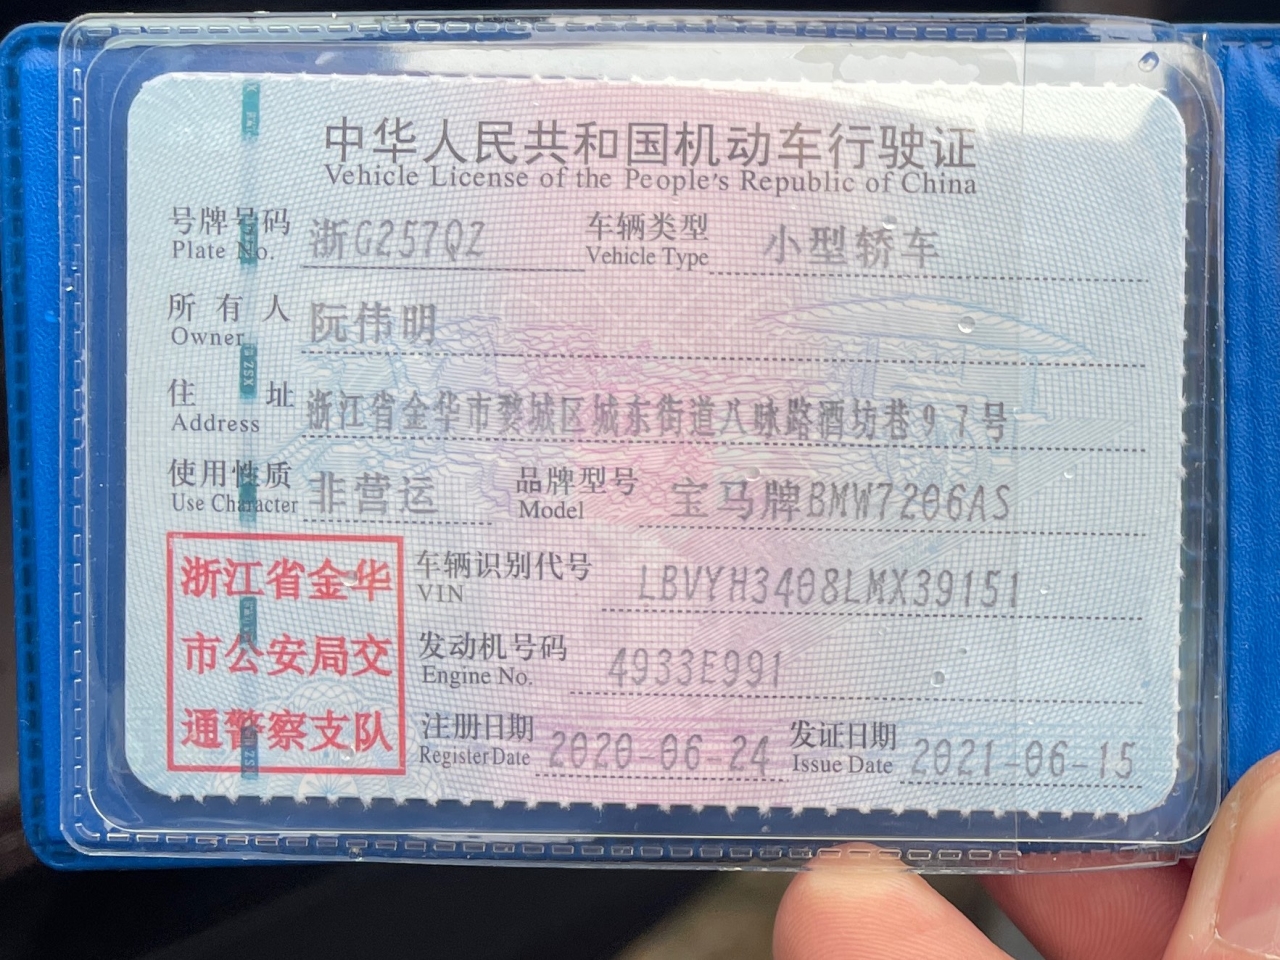 中华人民共和国机动车行驶证
Vehicle License of the People's Republic of China
号牌号码 浙G257QZ 车辆类型 小型轿车
Plate No. Vehicle Type
所有人 阮伟明
Owner
住址 浙江省金华市婺城区城东街道八咏路酒坊巷97号
Address
使用性质 非营运 品牌型号 宝马牌BMW7206AS
Use Character Model
浙江省金华
市公安局交
通警察支队
车辆识别代号 LBVYH3408LMX39151
VIN
发动机号码 4933E991
Engine No.
注册日期 2020-06-24 发证日期 2021-06-15
Register Date Issue Date